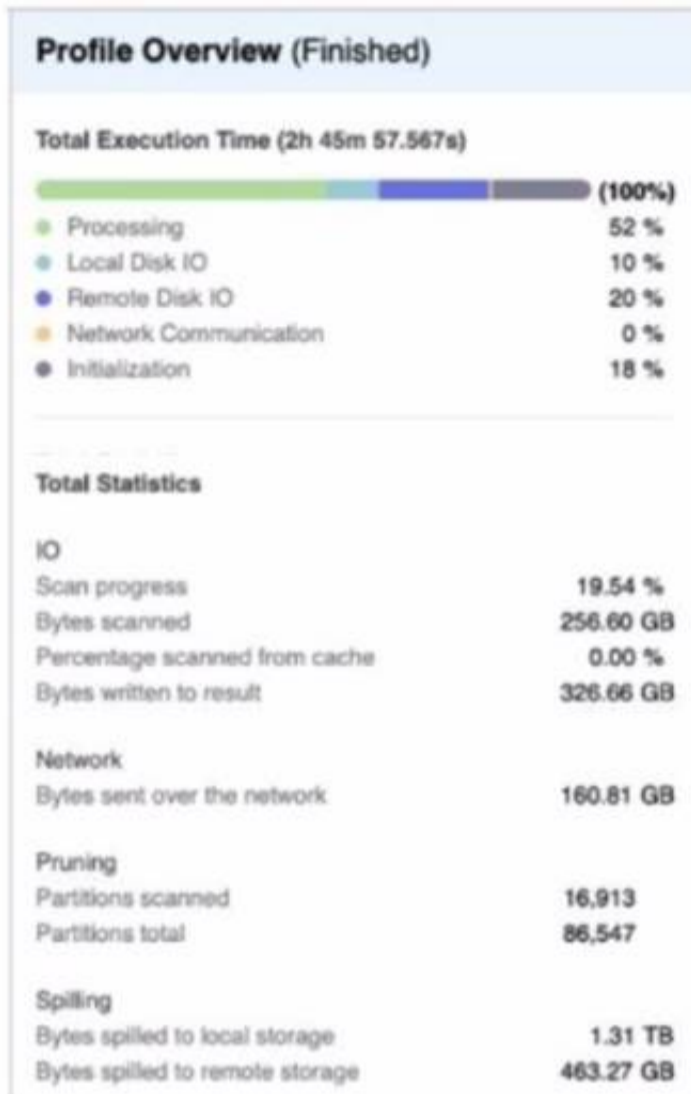 Profile Overview (Finished)
Total Execution Time (2h 45m 57.567s)
(100%)
Processing 52 %
Local Disk IO 10 %
Remote Disk IO 20 %
Network Communication 0 %
Initialization 18 %
Total Statistics
IO
Scan progress 19.54 %
Bytes scanned 256.60 GB
Percentage scanned from cache 0.00 %
Bytes written to result 326.66 GB
Network
Bytes sent over the network 160.81 GB
Pruning
Partitions scanned 16,913
Partitions total 86,547
Spilling
Bytes spilled to local storage 1.31 TB
Bytes spilled to remote storage 463.27 GB